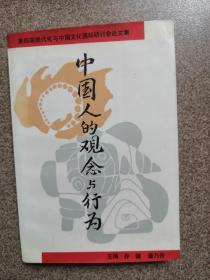 第四届现代化与中国文化国际研讨会论文集
中国人的观念与行为
主编 乔健 潘乃谷